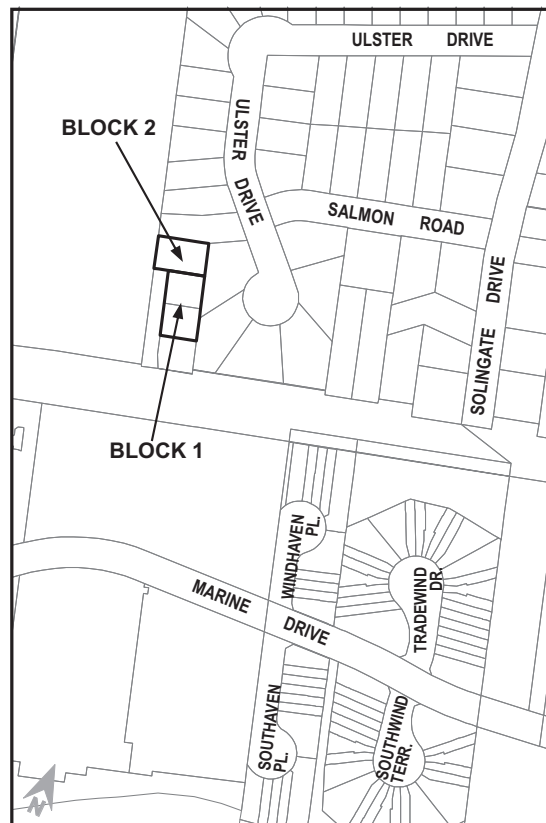 ULSTER DRIVE
BLOCK 2
ULSTER DRIVE
SALMON ROAD
SOLINGATE DRIVE
BLOCK 1
WINDHAVEN
PL.
TRADEWIND
DR.
MARINE DRIVE
SOUTHAVEN
PL.
SOUTHWIND
TERR.
N